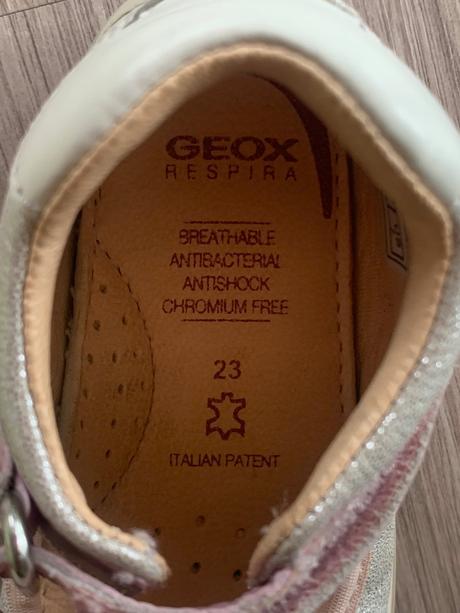 GEOX
RESPIRA
BREATHABLE
ANTIBACTERIAL
ANTISHOCK
CHROMIUM FREE
23
ITALIAN PATENT